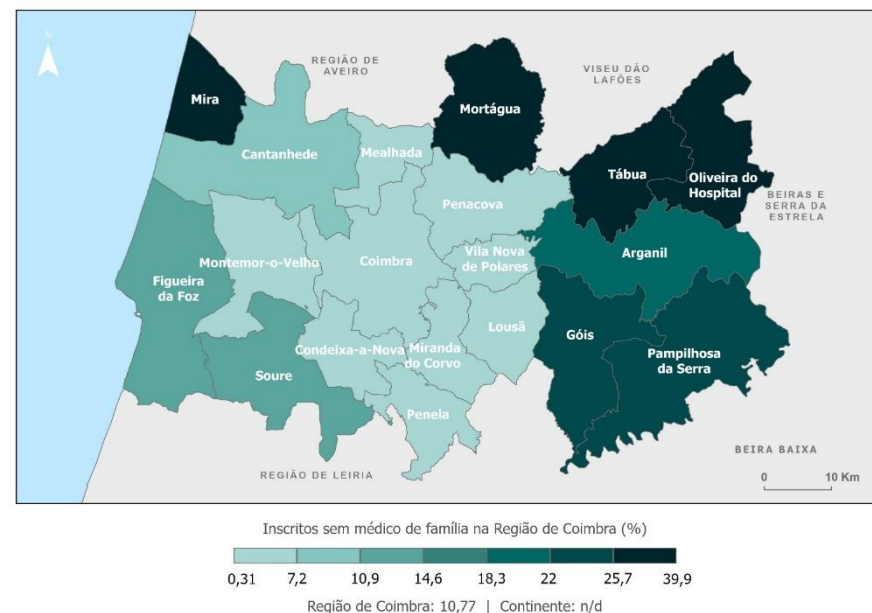 N
REGIÃO DE
AVEIRO
VISEU DÃO
LAFÕES
Mira
Mortágua
Cantanhede
Mealhada
Tábua
Oliveira do
Hospital
Penacova
BEIRAS E
SERRA DA
ESTRELA
Montemor-o-Velho
Coimbra
Vila Nova
de Poiares
Arganil
Figueira
da Foz
Lousã
Góis
Condeixa-a-Nova
Miranda
do Corvo
Pampilhosa
da Serra
Soure
Penela
REGIÃO DE LEIRIA
BEIRA BAIXA
0 10 Km
Inscritos sem médico de família na Região de Coimbra (%)
0,31 7,2 10,9 14,6 18,3 22 25,7 39,9
Região de Coimbra: 10,77 | Continente: n/d